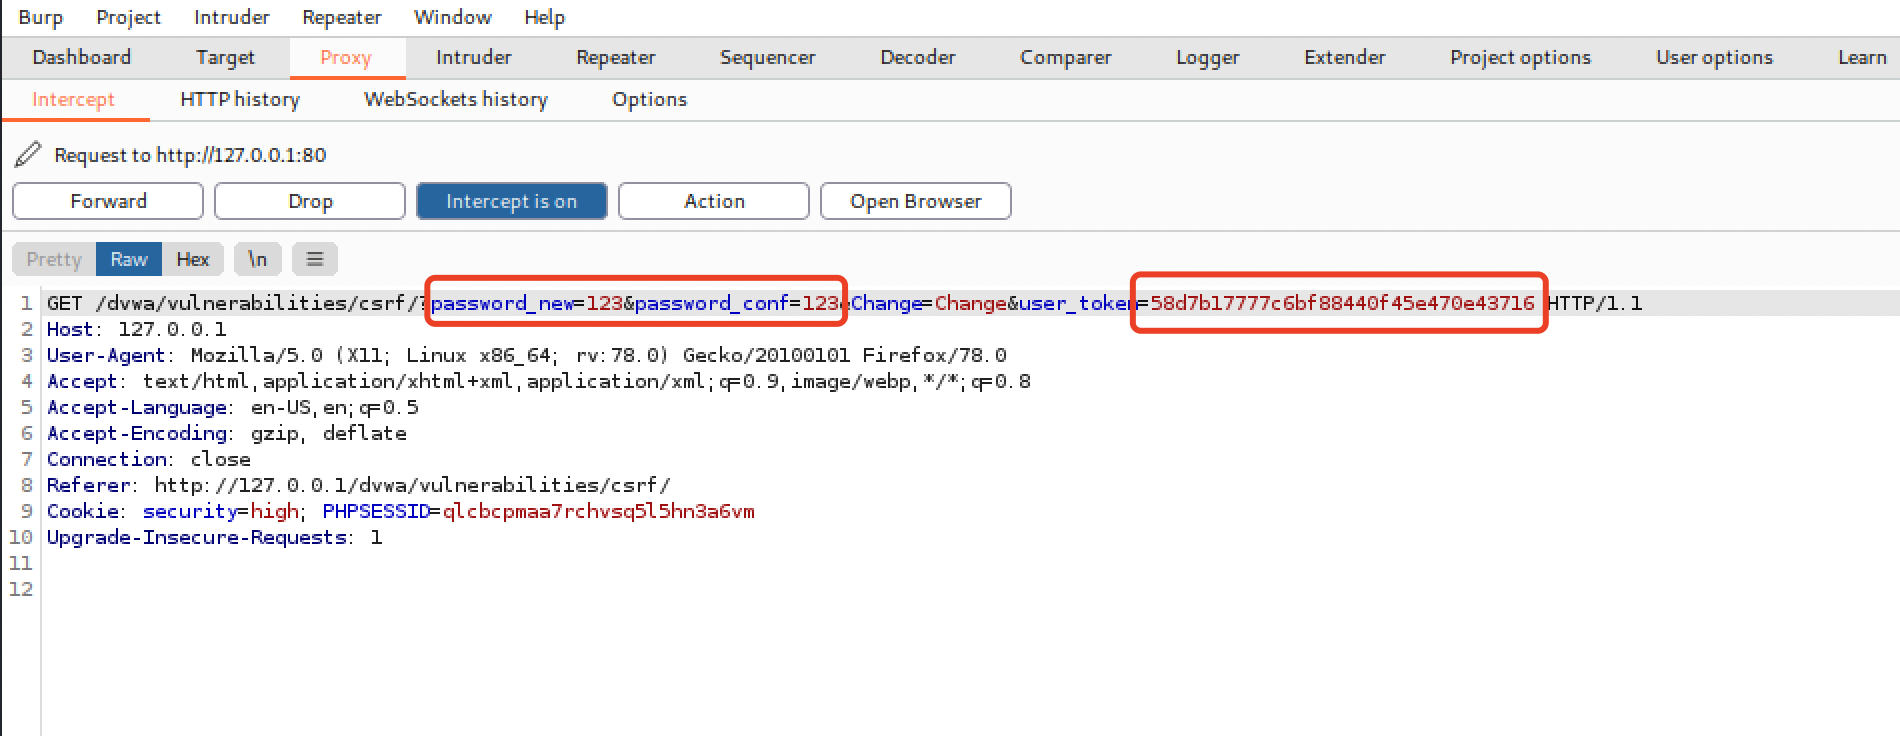 Burp Project Intruder Repeater Window Help
Dashboard Target Proxy Intruder Repeater Sequencer Decoder Comparer Logger Extender Project options User options Learn
Intercept HTTP history WebSockets history Options
Request to http://127.0.0.1:80
Forward Drop Intercept is on Action Open Browser
Pretty Raw Hex \n ≡
1 GET /dvwa/vulnerabilities/csrf/?password_new=123&password_conf=123&Change=Change&user_token=58d7b17777c6bf88440f45e470e43716 HTTP/1.1
2 Host: 127.0.0.1
3 User-Agent: Mozilla/5.0 (X11; Linux x86_64; rv:78.0) Gecko/20100101 Firefox/78.0
4 Accept: text/html,application/xhtml+xml,application/xml;q=0.9,image/webp,*/*;q=0.8
5 Accept-Language: en-US,en;q=0.5
6 Accept-Encoding: gzip, deflate
7 Connection: close
8 Referer: http://127.0.0.1/dvwa/vulnerabilities/csrf/
9 Cookie: security=high; PHPSESSID=qlcbcpmaa7rchvsq5l5hn3a6vm
10 Upgrade-Insecure-Requests: 1
11
12